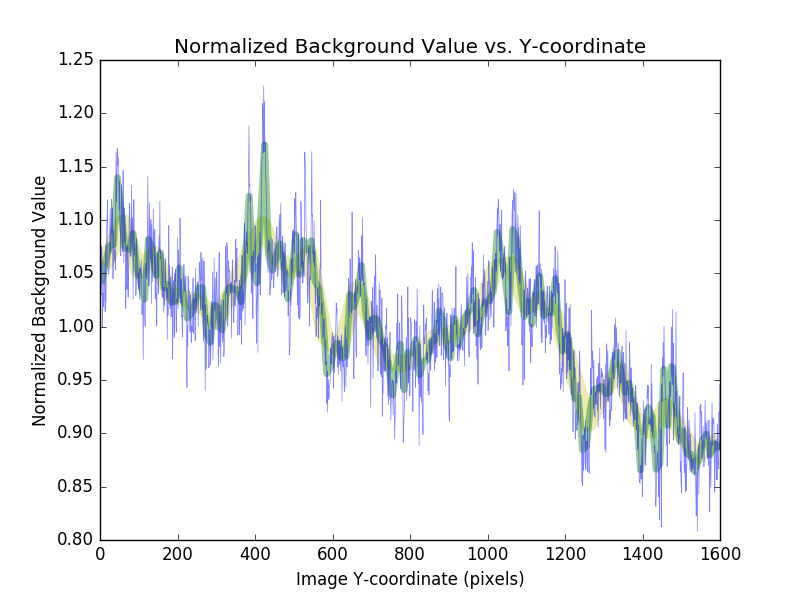 Normalized Background Value vs. Y-coordinate
1.25
1.20
1.15
1.10
1.05
1.00
0.95
0.90
0.85
0.80
Normalized Background Value
0 200 400 600 800 1000 1200 1400 1600
Image Y-coordinate (pixels)